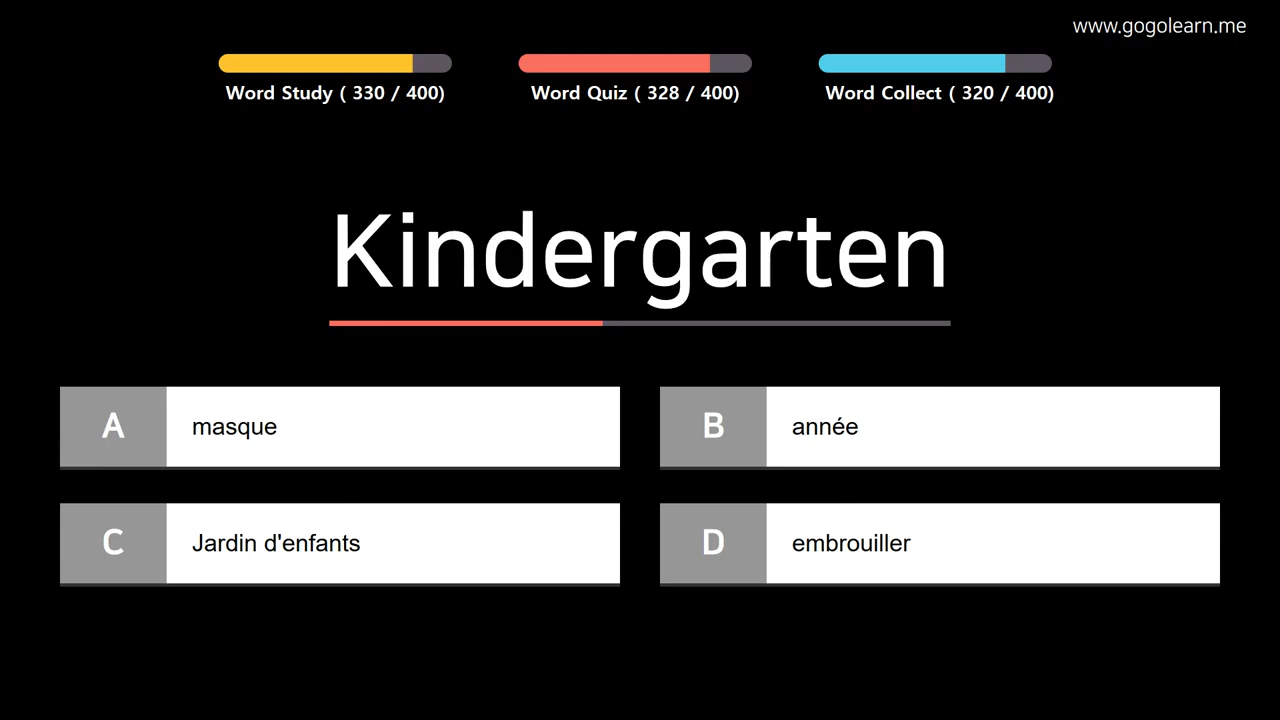 www.gogolearn.me
Word Study ( 330 / 400)
Word Quiz ( 328 / 400)
Word Collect ( 320 / 400)
Kindergarten
A masque
B année
C Jardin d'enfants
D embrouiller